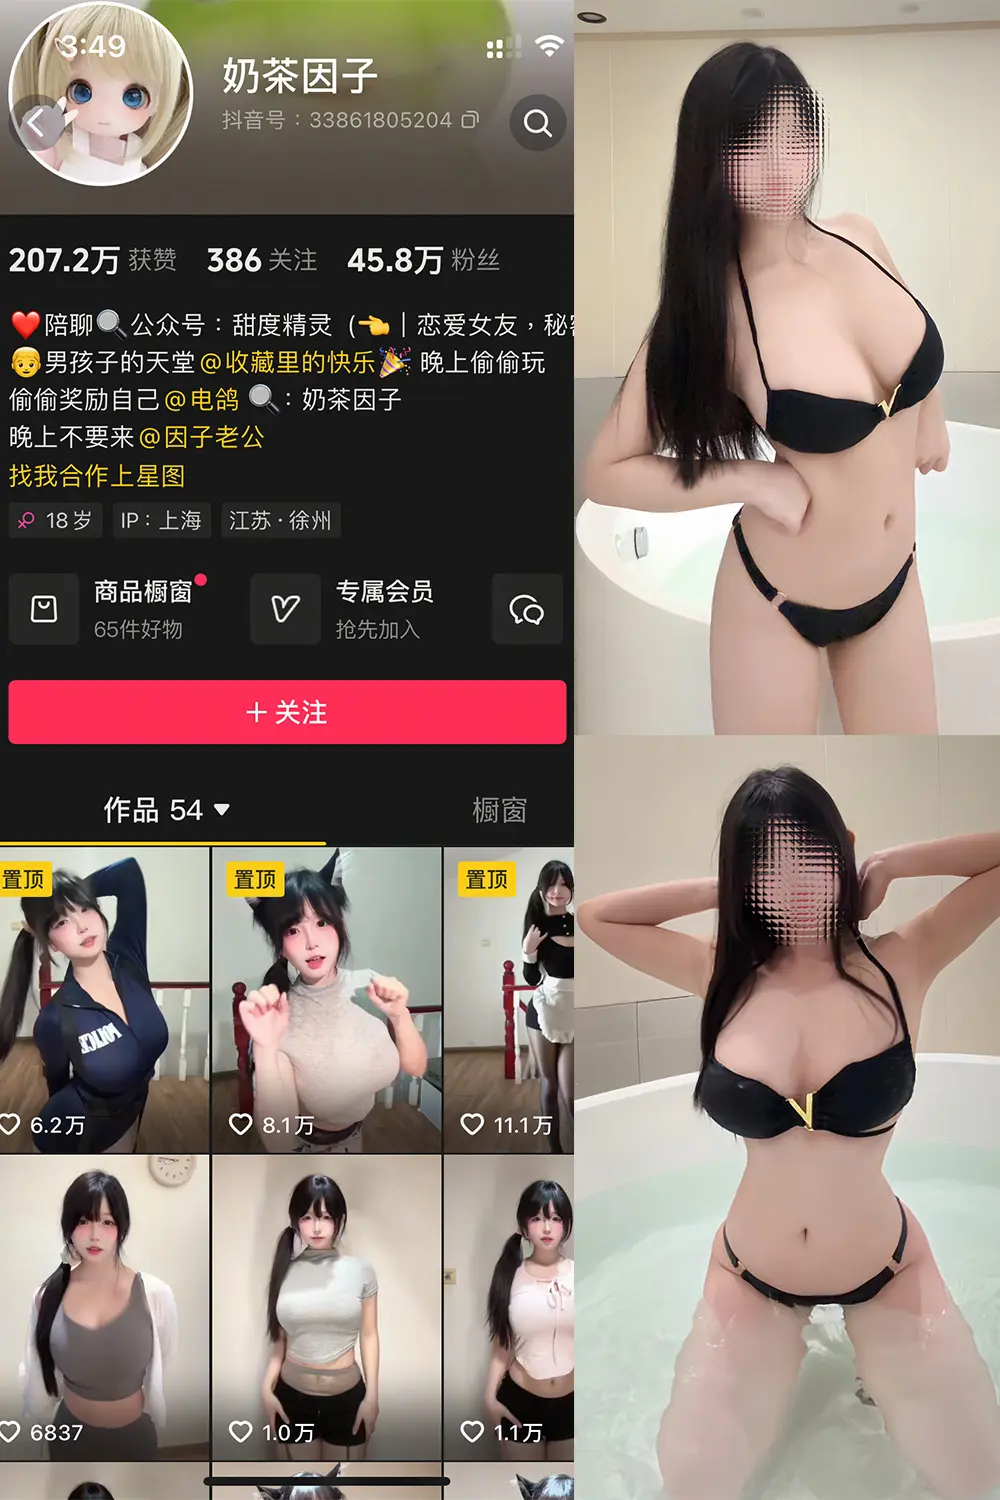 3:49
奶茶因子
抖音号：33861805204
207.2万 获赞 386 关注 45.8万 粉丝
❤️陪聊🔍公众号：甜度精灵（👈｜恋爱女友，秘
👨男孩子的天堂@收藏里的快乐🎉晚上偷偷玩
偷偷奖励自己@电鸽 🔍：奶茶因子
晚上不要来@因子老公
找我合作上星图
18岁 IP：上海 江苏·徐州
商品橱窗 专属会员
65件好物 抢先加入
＋关注
作品 54 橱窗
置顶 置顶 置顶
POLICE
6.2万 8.1万 11.1万
6837 1.0万 1.1万